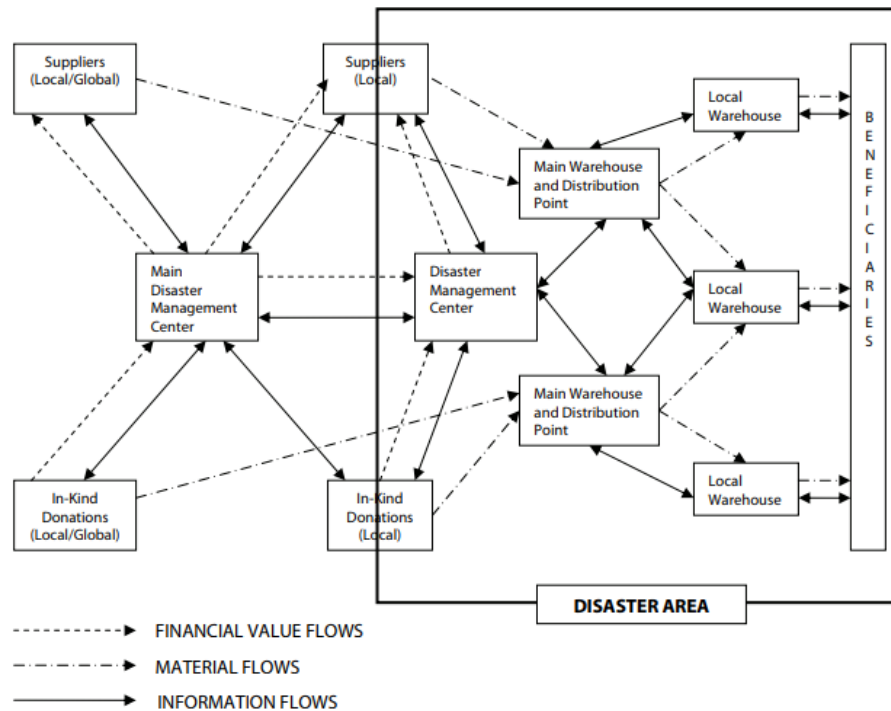 Suppliers
(Local/Global)
Suppliers
(Local)
Local
Warehouse
Main Warehouse
and Distribution
Point
Main
Disaster
Management
Center
Disaster
Management
Center
Local
Warehouse
Main Warehouse
and Distribution
Point
In-Kind
Donations
(Local/Global)
In-Kind
Donations
(Local)
Local
Warehouse
BENEFICIARIES
DISASTER AREA
FINANCIAL VALUE FLOWS
MATERIAL FLOWS
INFORMATION FLOWS